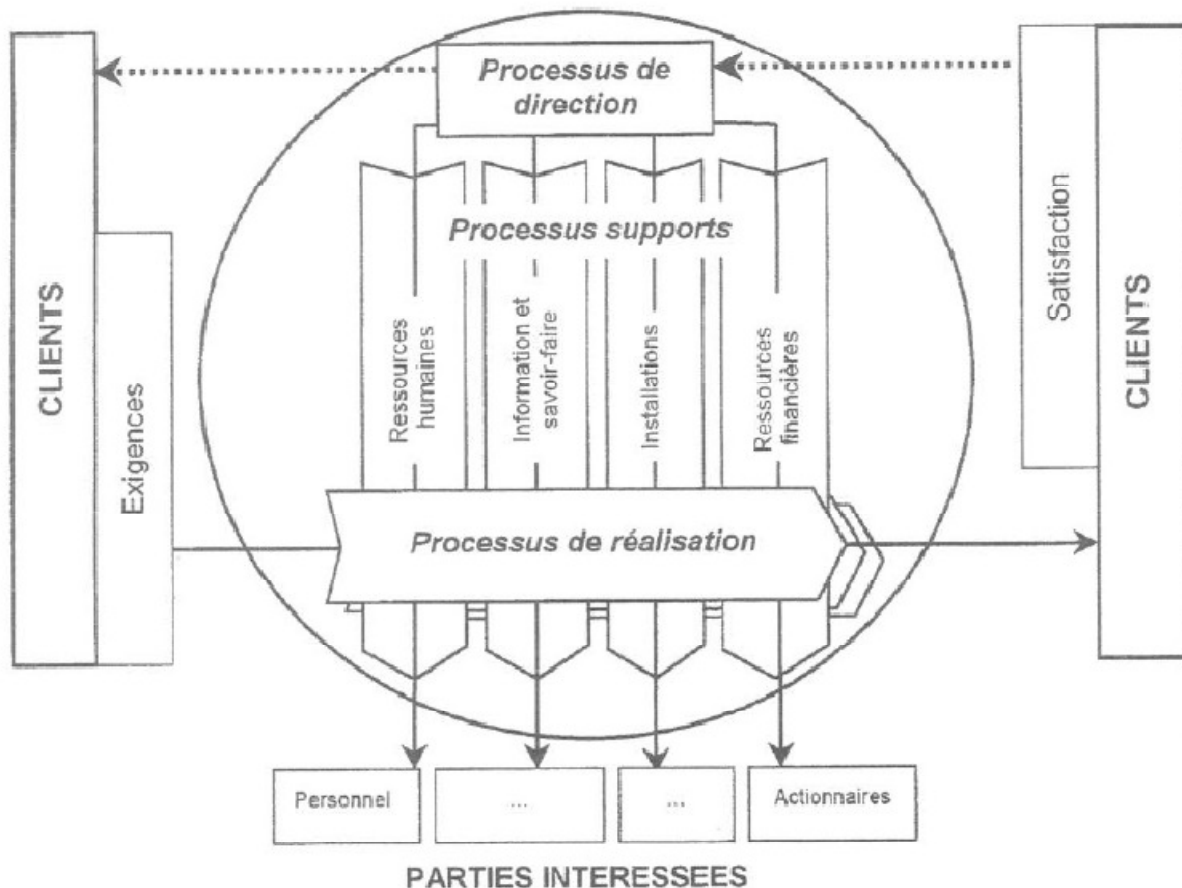 Processus de
direction
Processus supports
CLIENTS
Exigences
Ressources
humaines
Information et
savoir-faire
Installations
Ressources
financières
Satisfaction
CLIENTS
Processus de réalisation
Personnel
...
...
Actionnaires
PARTIES INTERESSEES